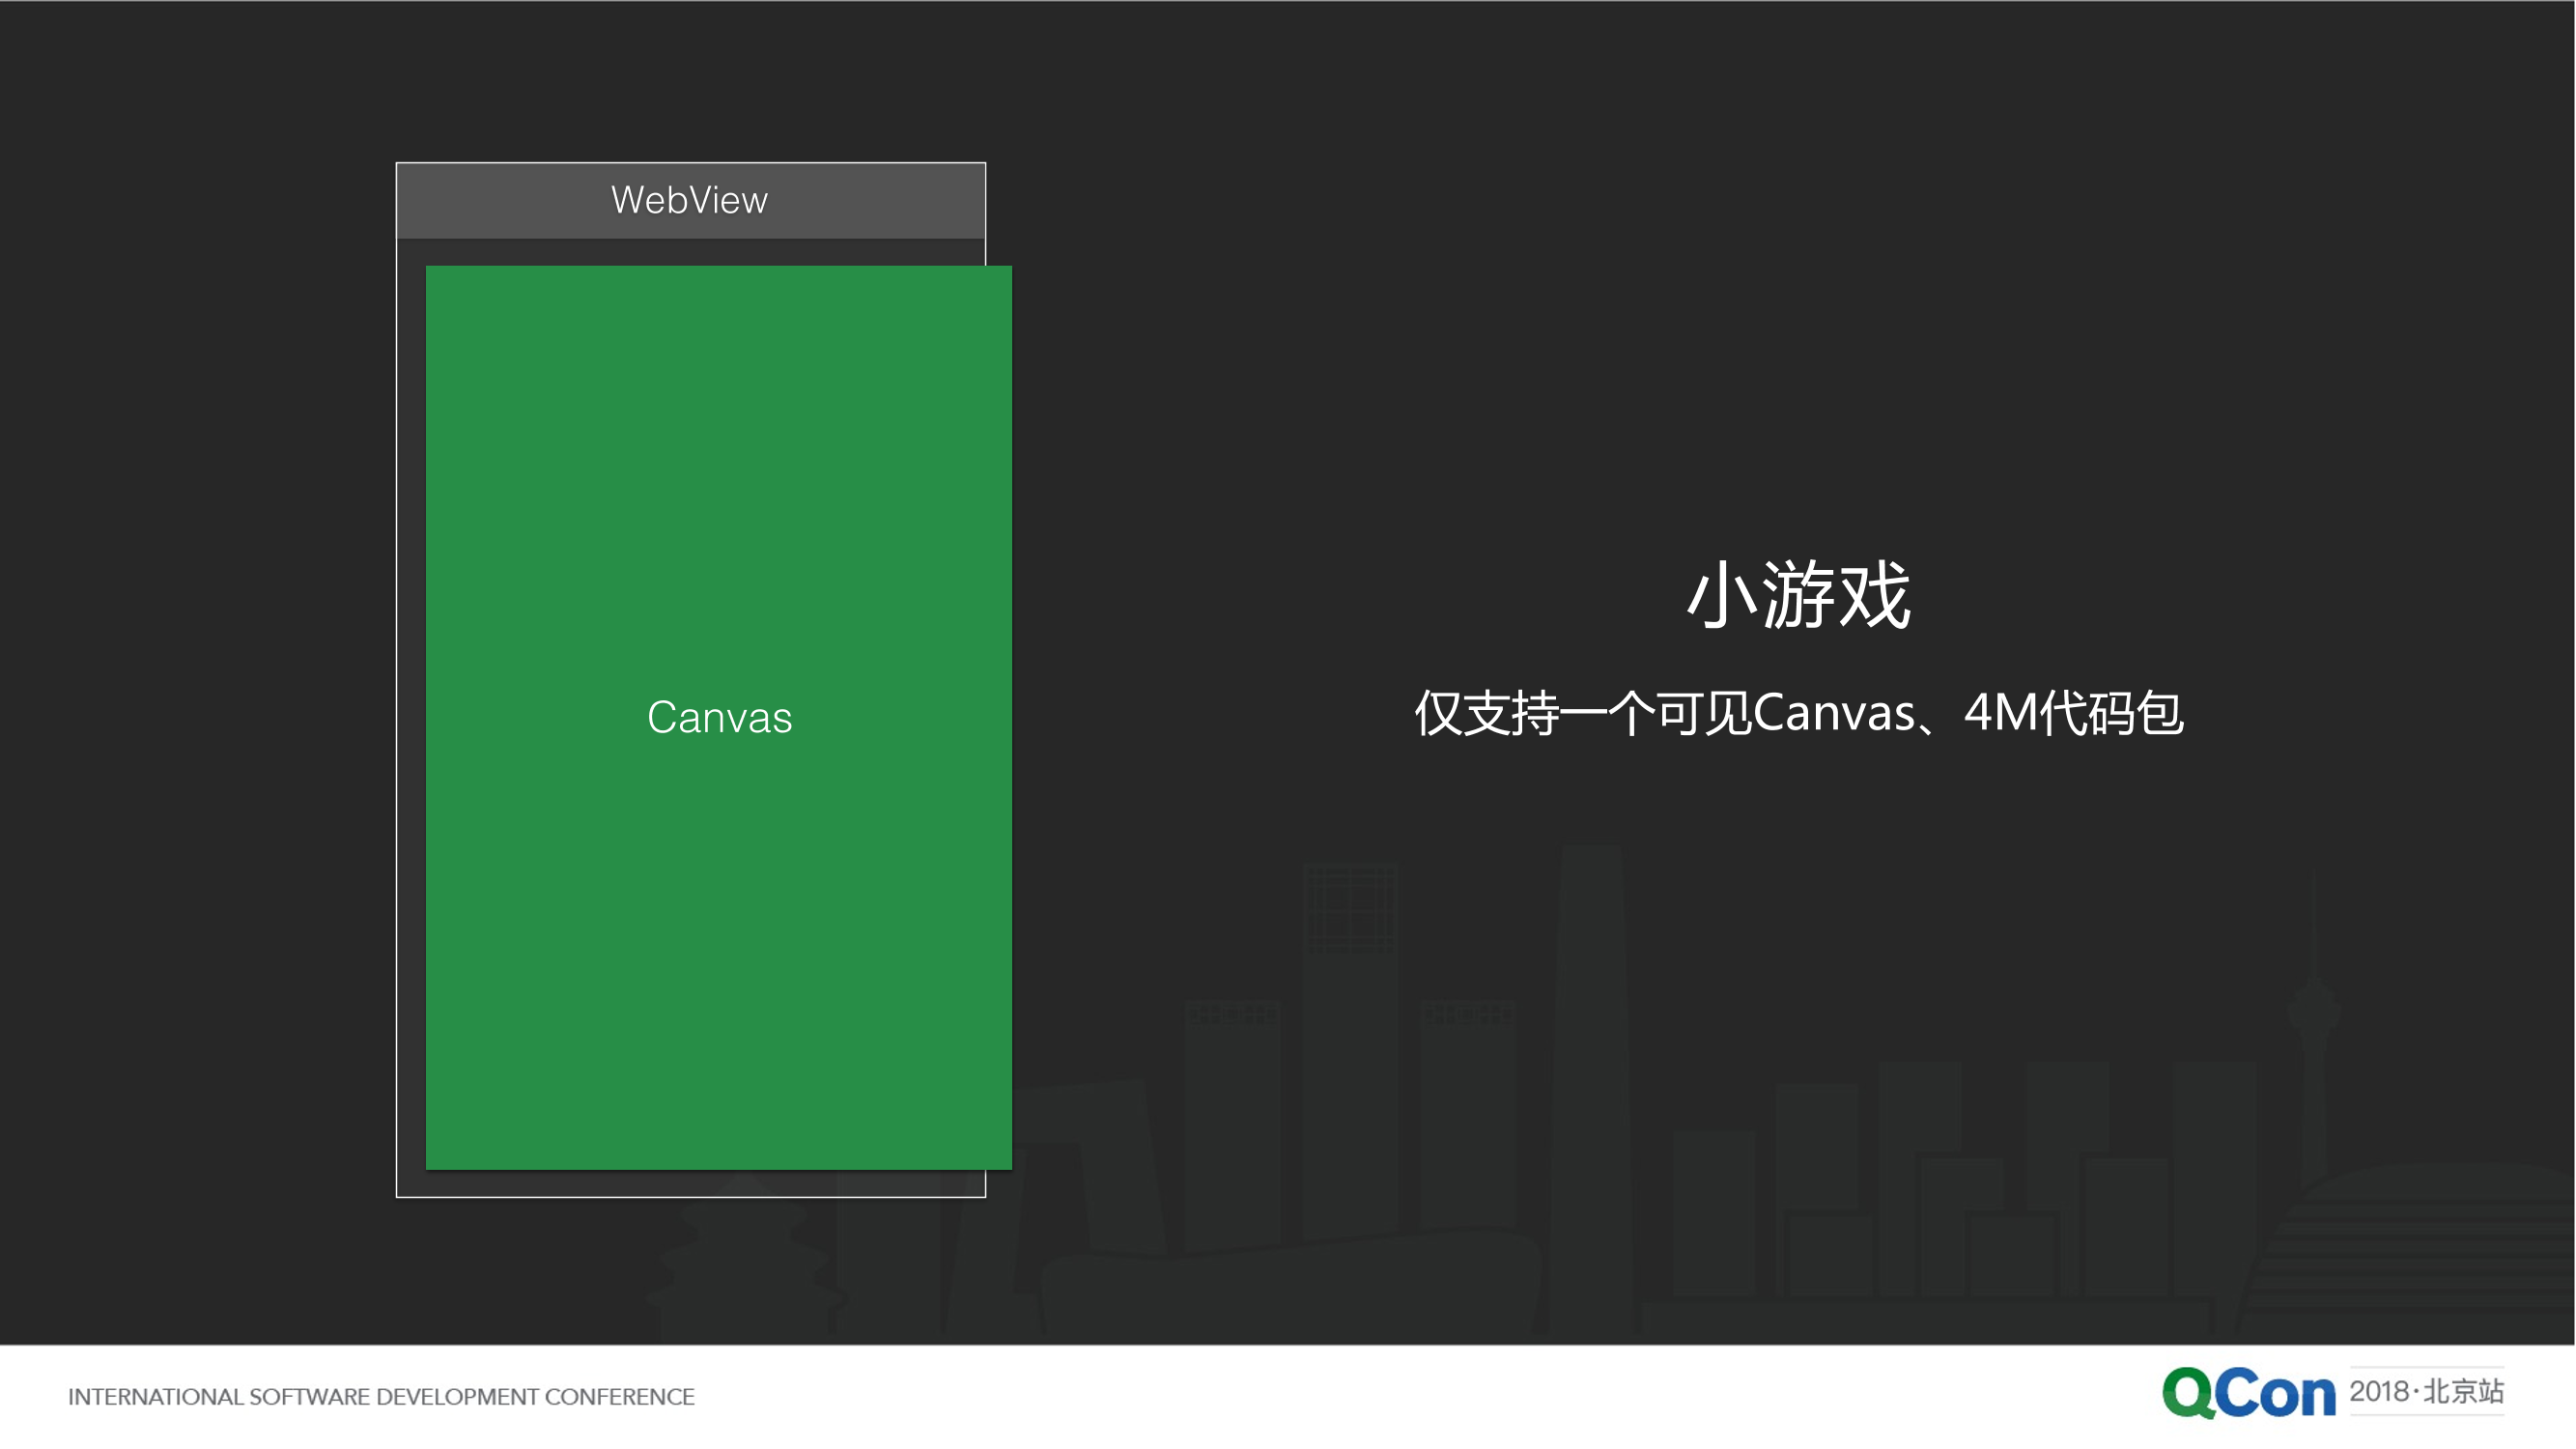 WebView
Canvas
小游戏
仅支持一个可见Canvas、4M代码包
INTERNATIONAL SOFTWARE DEVELOPMENT CONFERENCE
QCon 2018·北京站